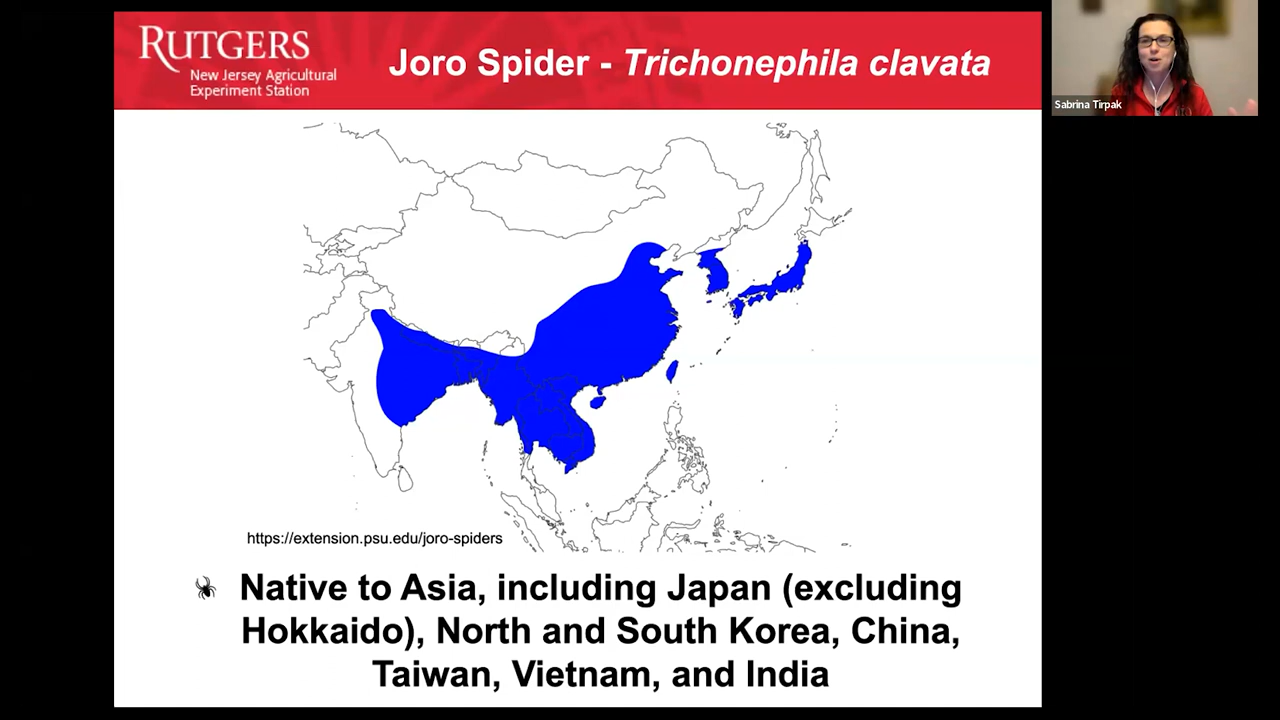 RUTGERS
New Jersey Agricultural
Experiment Station
Joro Spider - Trichonephila clavata
Sabrina Tirpak
https://extension.psu.edu/joro-spiders
Native to Asia, including Japan (excluding
Hokkaido), North and South Korea, China,
Taiwan, Vietnam, and India